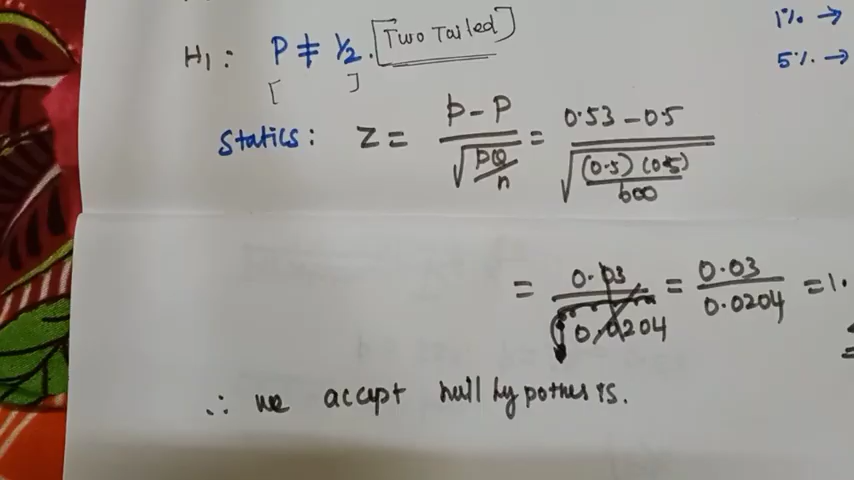 H₁: P ≠ 1/2. [Two Tailed]
1% →
5% →
Statics: Z = p - P / √(PQ/n) = 0.53 - 0.5 / √((0.5)(0.5)/600)
= 0.03 / 0.0204 = 0.03 / 0.0204 = 1.
∴ we accept null hypothesis.